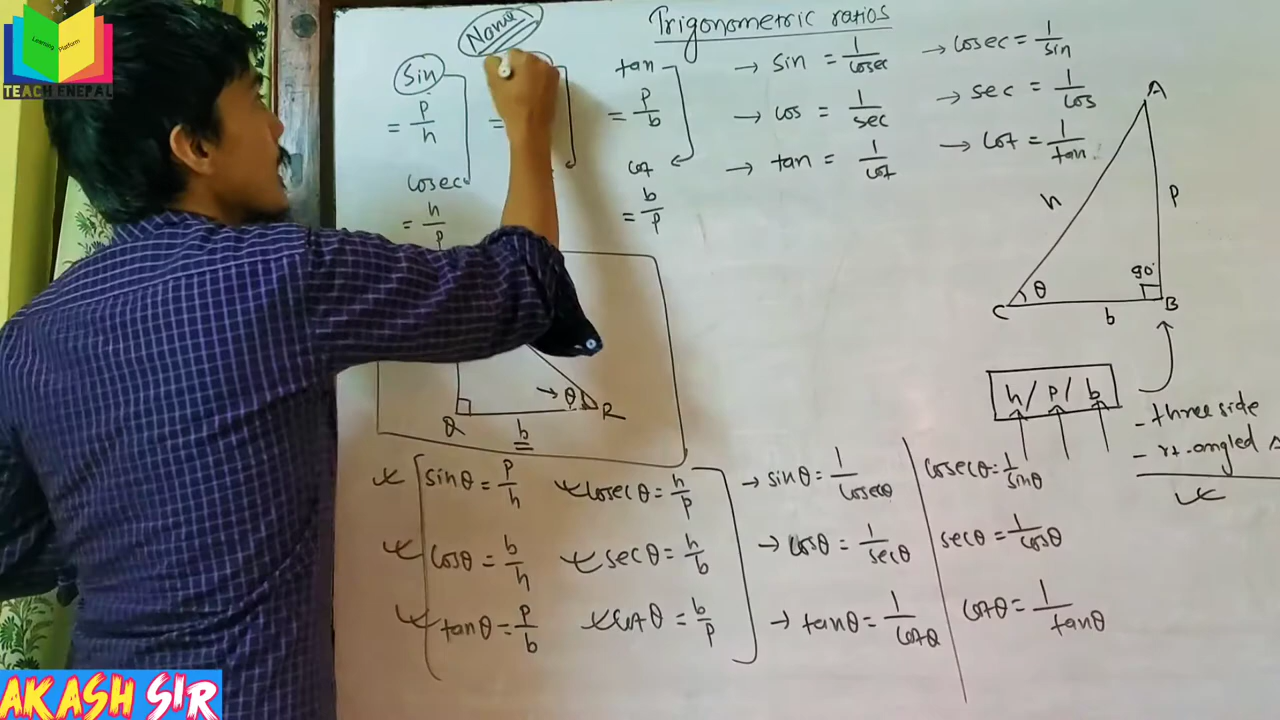 Learning Platform
TEACH ENEPAL
Name
Trigonometric ratios
Sin
= p/h
cosec
= h/p
=
tan
= p/b
cot
= b/p
→ sin = 1/cosec
→ cos = 1/sec
→ tan = 1/cot
→ cosec = 1/sin
→ sec = 1/cos
→ cot = 1/tan
A
h
p
θ
90°
C
b
B
h/p/b
- three side
- rt. angled
→ θ
Q
b
R
sinθ = p/h
cosecθ = h/p
cosθ = b/h
secθ = h/b
tanθ = p/b
cotθ = b/p
→ sinθ = 1/cosecθ
→ cosθ = 1/secθ
→ tanθ = 1/cotθ
cosecθ = 1/sinθ
secθ = 1/cosθ
cotθ = 1/tanθ
AKASH SIR